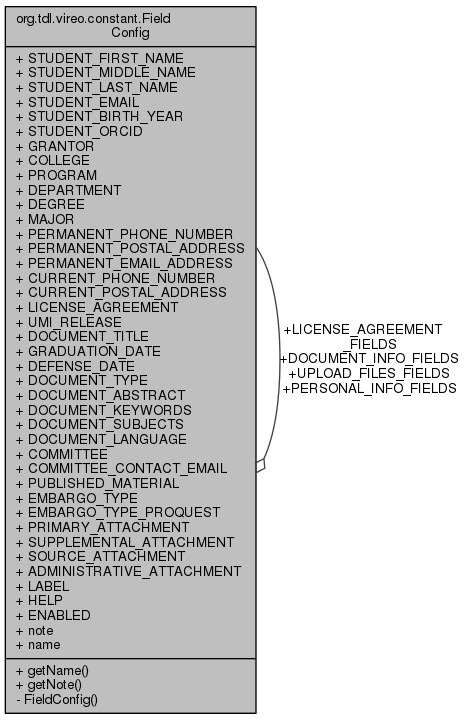 org.tdl.vireo.constant.Field
Config
+ STUDENT_FIRST_NAME
+ STUDENT_MIDDLE_NAME
+ STUDENT_LAST_NAME
+ STUDENT_EMAIL
+ STUDENT_BIRTH_YEAR
+ STUDENT_ORCID
+ GRANTOR
+ COLLEGE
+ PROGRAM
+ DEPARTMENT
+ DEGREE
+ MAJOR
+ PERMANENT_PHONE_NUMBER
+ PERMANENT_POSTAL_ADDRESS
+ PERMANENT_EMAIL_ADDRESS
+ CURRENT_PHONE_NUMBER
+ CURRENT_POSTAL_ADDRESS
+ LICENSE_AGREEMENT
+ UMI_RELEASE
+ DOCUMENT_TITLE
+ GRADUATION_DATE
+ DEFENSE_DATE
+ DOCUMENT_TYPE
+ DOCUMENT_ABSTRACT
+ DOCUMENT_KEYWORDS
+ DOCUMENT_SUBJECTS
+ DOCUMENT_LANGUAGE
+ COMMITTEE
+ COMMITTEE_CONTACT_EMAIL
+ PUBLISHED_MATERIAL
+ EMBARGO_TYPE
+ EMBARGO_TYPE_PROQUEST
+ PRIMARY_ATTACHMENT
+ SUPPLEMENTAL_ATTACHMENT
+ SOURCE_ATTACHMENT
+ ADMINISTRATIVE_ATTACHMENT
+ LABEL
+ HELP
+ ENABLED
+ note
+ name
+ getName()
+ getNote()
- FieldConfig()
+LICENSE_AGREEMENT
_FIELDS
+DOCUMENT_INFO_FIELDS
+UPLOAD_FILES_FIELDS
+PERSONAL_INFO_FIELDS